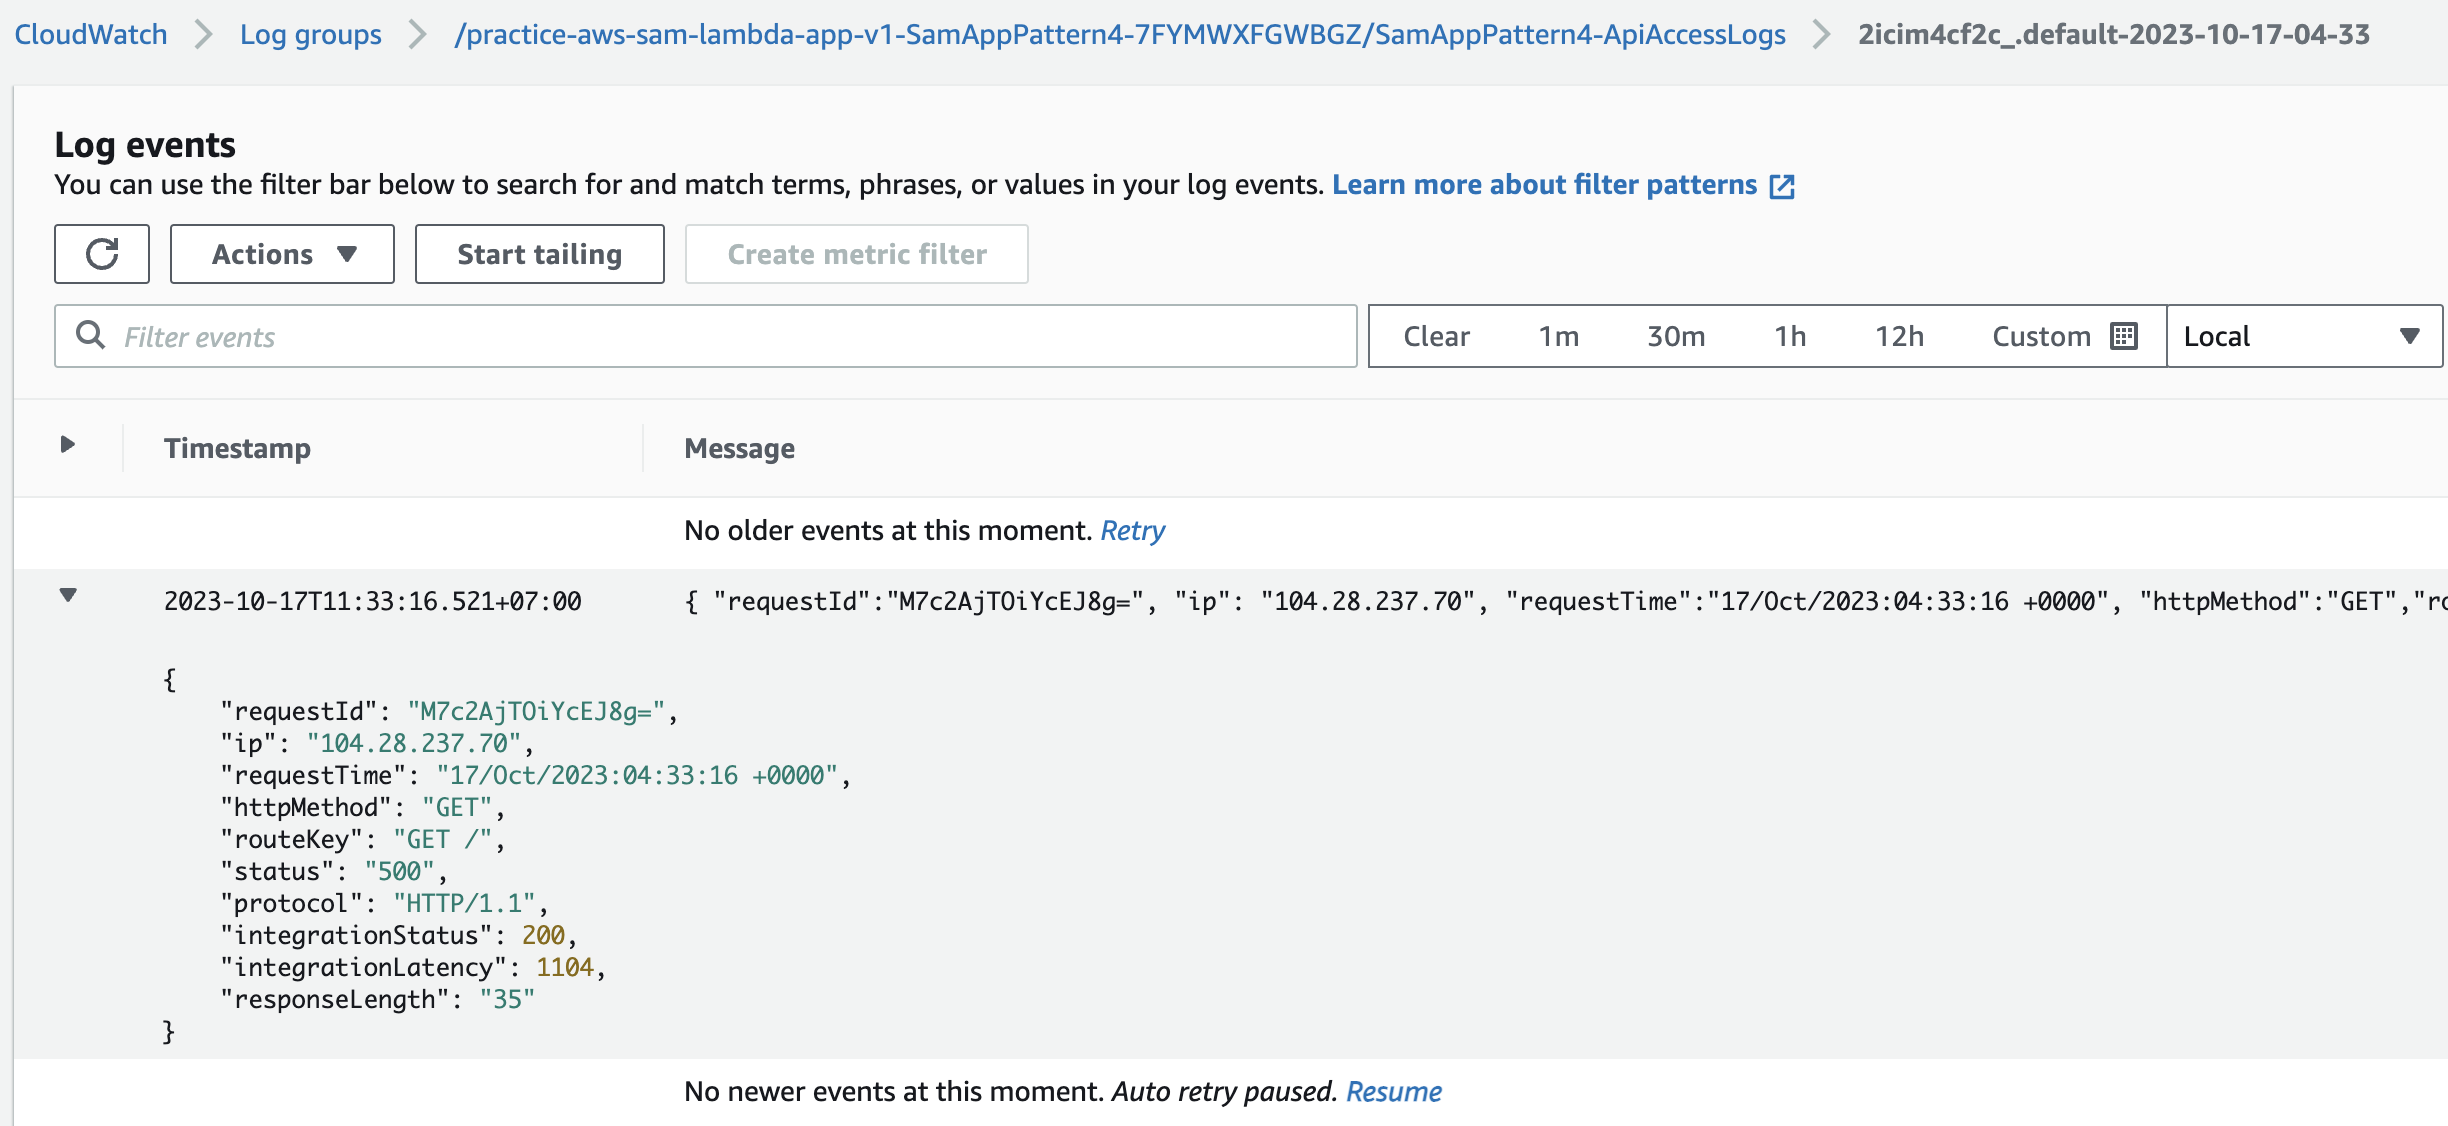 CloudWatch > Log groups > /practice-aws-sam-lambda-app-v1-SamAppPattern4-7FYMWXFGWBGZ/SamAppPattern4-ApiAccessLogs > 2icim4cf2c_.default-2023-10-17-04-33
Log events
You can use the filter bar below to search for and match terms, phrases, or values in your log events. Learn more about filter patterns
Actions Start tailing Create metric filter
Filter events Clear 1m 30m 1h 12h Custom Local
Timestamp Message
No older events at this moment. Retry
2023-10-17T11:33:16.521+07:00 { "requestId":"M7c2AjTOiYcEJ8g=", "ip": "104.28.237.70", "requestTime":"17/Oct/2023:04:33:16 +0000", "httpMethod":"GET","ro
{
"requestId": "M7c2AjTOiYcEJ8g=",
"ip": "104.28.237.70",
"requestTime": "17/Oct/2023:04:33:16 +0000",
"httpMethod": "GET",
"routeKey": "GET /",
"status": "500",
"protocol": "HTTP/1.1",
"integrationStatus": 200,
"integrationLatency": 1104,
"responseLength": "35"
}
No newer events at this moment. Auto retry paused. Resume